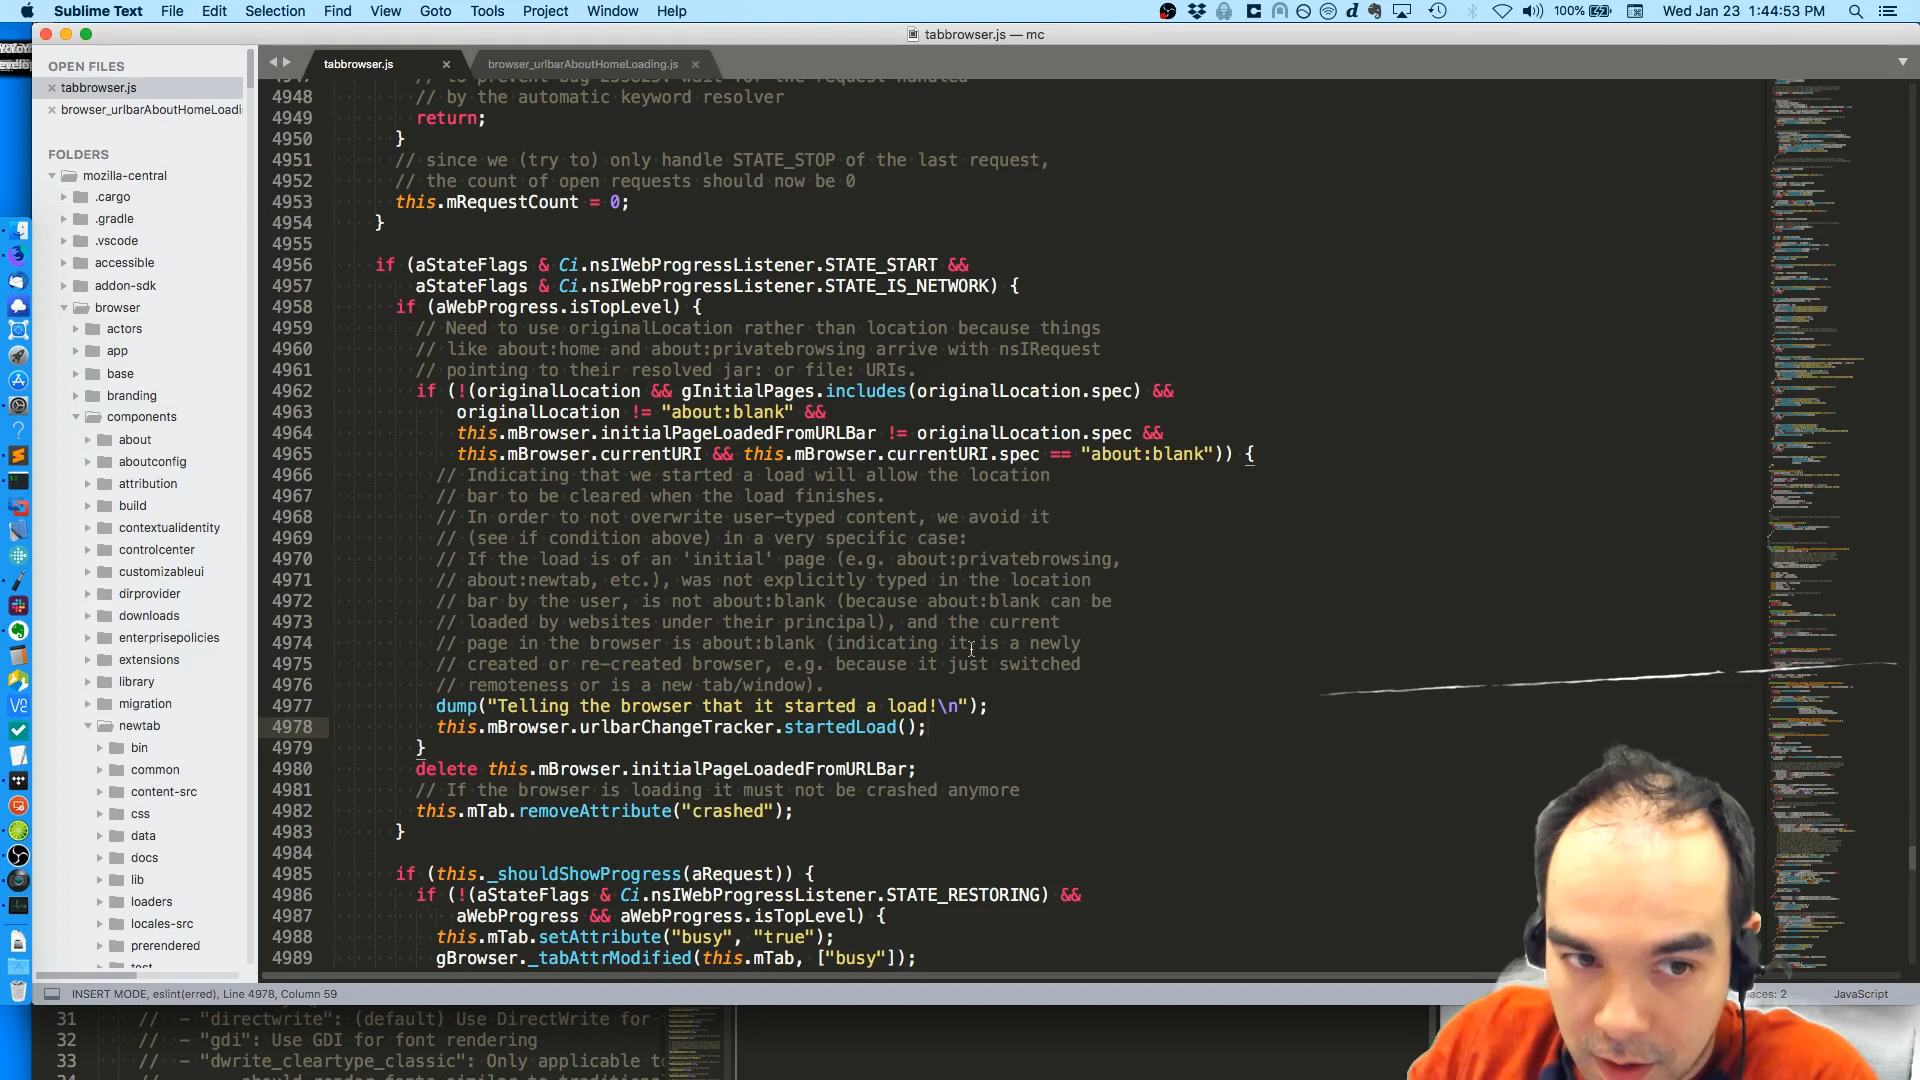 Sublime Text File Edit Selection Find View Goto Tools Project Window Help
100% Wed Jan 23 1:44:53 PM
tabbrowser.js — mc
OPEN FILES
tabbrowser.js
browser_urlbarAboutHomeLoadi
FOLDERS
mozilla-central
.cargo
.gradle
.vscode
accessible
addon-sdk
browser
actors
app
base
branding
components
about
aboutconfig
attribution
build
contextualidentity
controlcenter
customizableui
dirprovider
downloads
enterprisepolicies
extensions
library
migration
newtab
bin
common
content-src
css
data
docs
lib
loaders
locales-src
prerendered
test
tabbrowser.js
browser_urlbarAboutHomeLoading.js
4948 // by the automatic keyword resolver
4949 return;
4950 }
4951 // since we (try to) only handle STATE_STOP of the last request,
4952 // the count of open requests should now be 0
4953 this.mRequestCount = 0;
4954 }
4955
4956 if (aStateFlags & Ci.nsIWebProgressListener.STATE_START &&
4957 aStateFlags & Ci.nsIWebProgressListener.STATE_IS_NETWORK) {
4958 if (aWebProgress.isTopLevel) {
4959 // Need to use originalLocation rather than location because things
4960 // like about:home and about:privatebrowsing arrive with nsIRequest
4961 // pointing to their resolved jar: or file: URIs.
4962 if (!(originalLocation && gInitialPages.includes(originalLocation.spec) &&
4963 originalLocation != "about:blank" &&
4964 this.mBrowser.initialPageLoadedFromURLBar != originalLocation.spec &&
4965 this.mBrowser.currentURI && this.mBrowser.currentURI.spec == "about:blank")) {
4966 // Indicating that we started a load will allow the location
4967 // bar to be cleared when the load finishes.
4968 // In order to not overwrite user-typed content, we avoid it
4969 // (see if condition above) in a very specific case:
4970 // If the load is of an 'initial' page (e.g. about:privatebrowsing,
4971 // about:newtab, etc.), was not explicitly typed in the location
4972 // bar by the user, is not about:blank (because about:blank can be
4973 // loaded by websites under their principal), and the current
4974 // page in the browser is about:blank (indicating it is a newly
4975 // created or re-created browser, e.g. because it just switched
4976 // remoteness or is a new tab/window).
4977 dump("Telling the browser that it started a load!\n");
4978 this.mBrowser.urlbarChangeTracker.startedLoad();
4979 }
4980 delete this.mBrowser.initialPageLoadedFromURLBar;
4981 // If the browser is loading it must not be crashed anymore
4982 this.mTab.removeAttribute("crashed");
4983 }
4984
4985 if (this._shouldShowProgress(aRequest)) {
4986 if (!(aStateFlags & Ci.nsIWebProgressListener.STATE_RESTORING) &&
4987 aWebProgress && aWebProgress.isTopLevel) {
4988 this.mTab.setAttribute("busy", "true");
4989 gBrowser._tabAttrModified(this.mTab, ["busy"]);
INSERT MODE, eslint(erred), Line 4978, Column 59
paces: 2 JavaScript
31 // - "directwrite": (default) Use DirectWrite for
32 // - "gdi": Use GDI for font rendering
33 // - "dwrite_cleartype_classic": Only applicable to